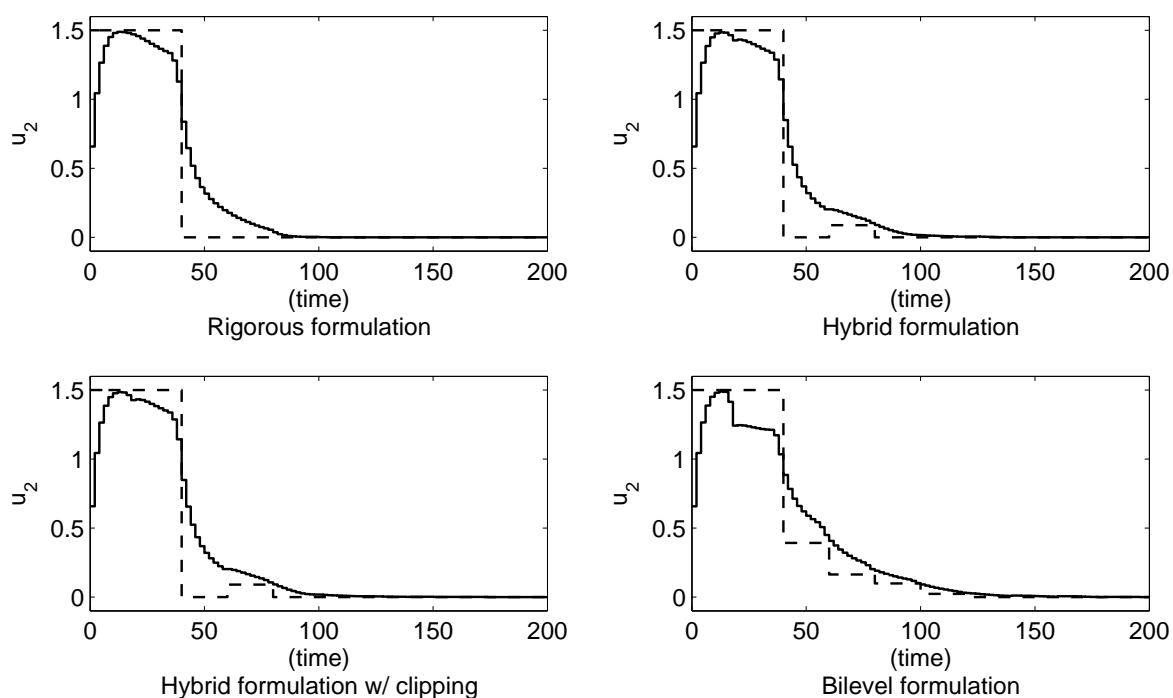 1.5
1
0.5
0
u2
0 50 100 150 200
(time)
Rigorous formulation
1.5
1
0.5
0
u2
0 50 100 150 200
(time)
Hybrid formulation
1.5
1
0.5
0
u2
0 50 100 150 200
(time)
Hybrid formulation w/ clipping
1.5
1
0.5
0
u2
0 50 100 150 200
(time)
Bilevel formulation